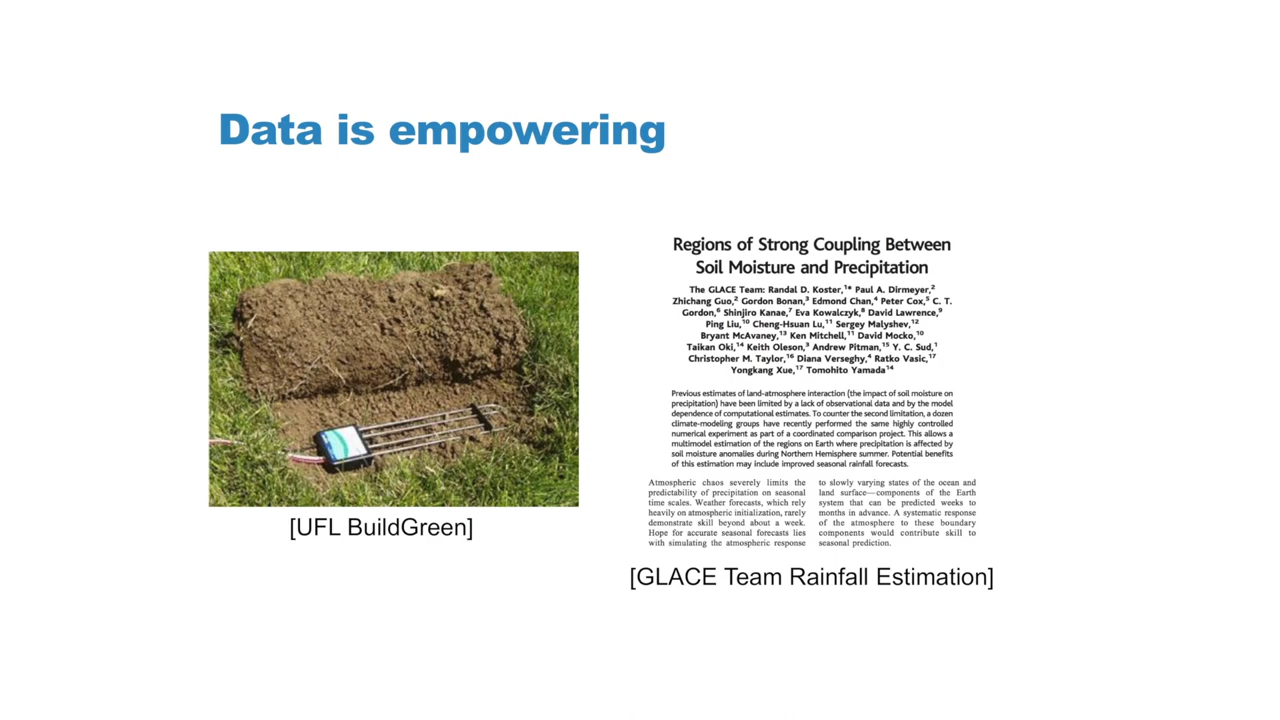 Data is empowering
[UFL BuildGreen]
Regions of Strong Coupling Between
Soil Moisture and Precipitation
The GLACE Team: Randal D. Koster,¹* Paul A. Dirmeyer,²
Zhichang Guo,² Gordon Bonan,³ Edmond Chan,⁴ Peter Cox,⁵ C. T.
Gordon,⁶ Shinjiro Kanae,⁷ Eva Kowalczyk,⁸ David Lawrence,⁹
Ping Liu,¹⁰ Cheng-Hsuan Lu,¹¹ Sergey Malyshev,¹²
Bryant McAvaney,¹³ Ken Mitchell,¹¹ David Mocko,¹⁰
Taikan Oki,¹⁴ Keith Oleson,³ Andrew Pitman,¹⁵ Y. C. Sud,¹
Christopher M. Taylor,¹⁶ Diana Verseghy,⁴ Ratko Vasic,¹⁷
Yongkang Xue,¹⁷ Tomohito Yamada¹⁴
Previous estimates of land-atmosphere interaction (the impact of soil moisture on
precipitation) have been limited by a lack of observational data and by the model
dependence of computational estimates. To counter the second limitation, a dozen
climate-modeling groups have recently performed the same highly controlled
numerical experiment as part of a coordinated comparison project. This allows a
multimodel estimation of the regions on Earth where precipitation is affected by
soil moisture anomalies during Northern Hemisphere summer. Potential benefits
of this estimation may include improved seasonal rainfall forecasts.
Atmospheric chaos severely limits the
predictability of precipitation on seasonal
time scales. Weather forecasts, which rely
heavily on atmospheric initialization, rarely
demonstrate skill beyond about a week.
Hope for accurate seasonal forecasts lies
with simulating the atmospheric response
to slowly varying states of the ocean and
land surface—components of the Earth
system that can be predicted weeks to
months in advance. A systematic response
of the atmosphere to these boundary
components would contribute skill to
seasonal prediction.
[GLACE Team Rainfall Estimation]